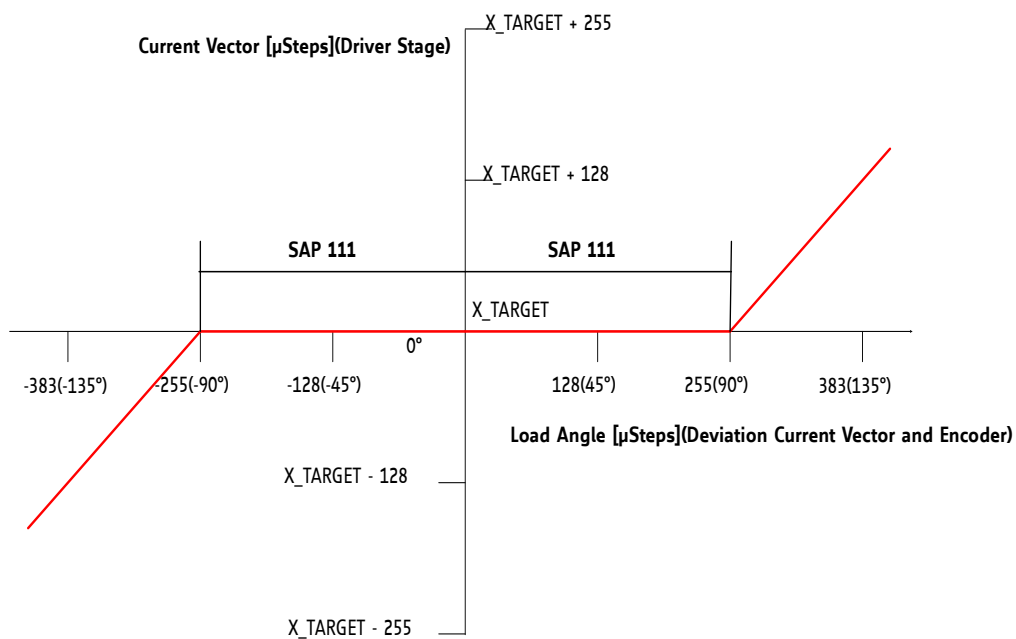 X_TARGET + 255
Current Vector [µSteps](Driver Stage)
X_TARGET + 128
SAP 111
SAP 111
X_TARGET
0°
-383(-135°)
-255(-90°)
-128(-45°)
128(45°)
255(90°)
383(135°)
Load Angle [µSteps](Deviation Current Vector and Encoder)
X_TARGET - 128
X_TARGET - 255